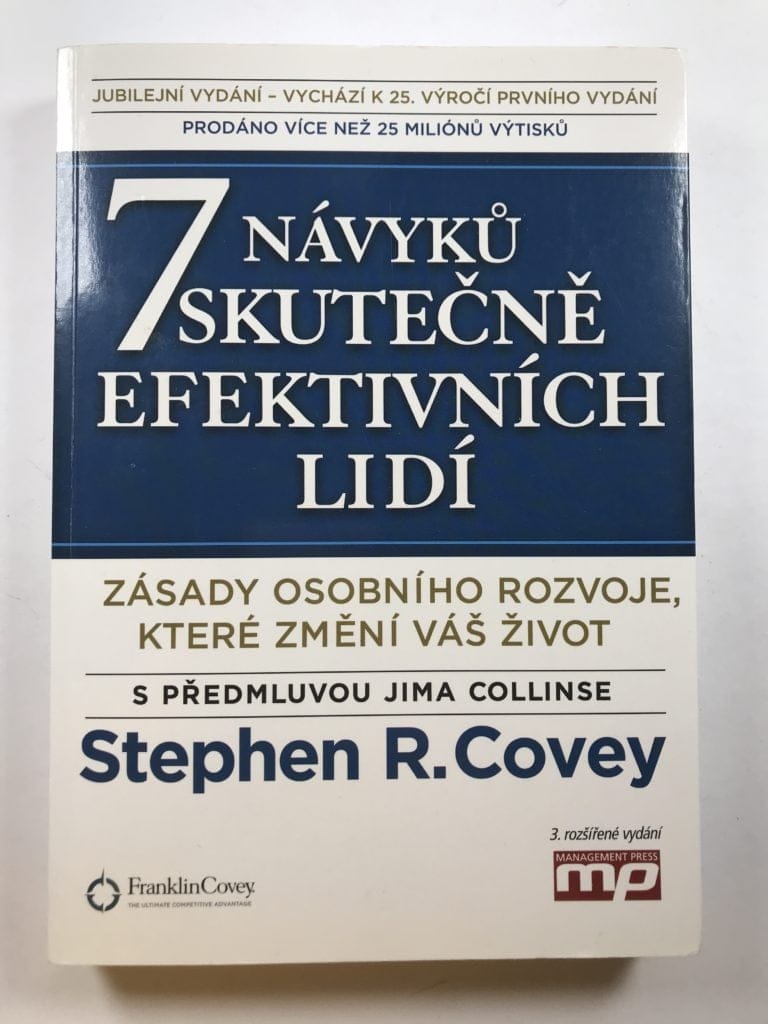 JUBILEJNÍ VYDÁNÍ – VYCHÁZÍ K 25. VÝROČÍ PRVNÍHO VYDÁNÍ
PRODÁNO VÍCE NEŽ 25 MILIÓNŮ VÝTISKŮ
7 NÁVYKŮ
SKUTEČNĚ
EFEKTIVNÍCH
LIDÍ
ZÁSADY OSOBNÍHO ROZVOJE,
KTERÉ ZMĚNÍ VÁŠ ŽIVOT
S PŘEDMLUVOU JIMA COLLINSE
Stephen R. Covey
3. rozšířené vydání
MANAGEMENT PRESS
mp
FranklinCovey.
THE ULTIMATE COMPETITIVE ADVANTAGE